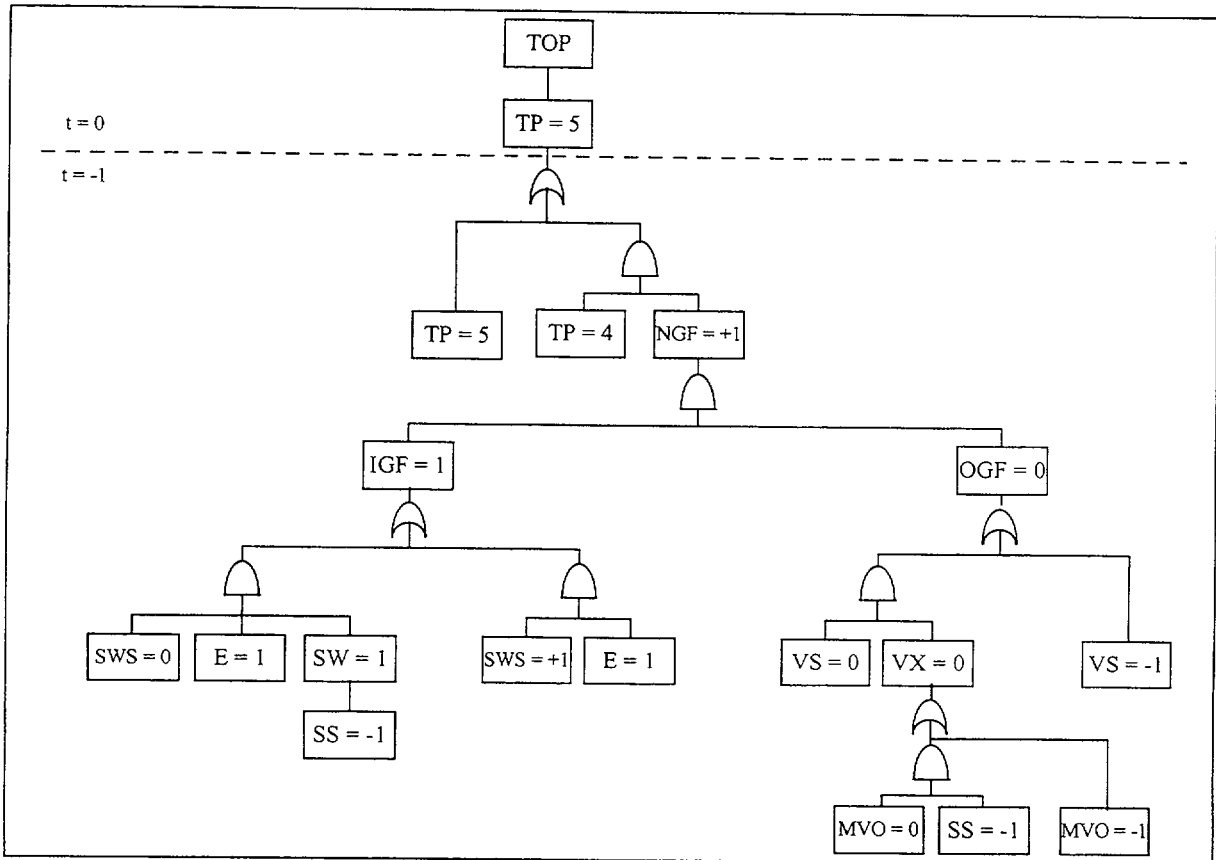 TOP
TP = 5
t = 0
t = -1
TP = 5
TP = 4
NGF = +1
IGF = 1
OGF = 0
SWS = 0
E = 1
SW = 1
SWS = +1
E = 1
VS = 0
VX = 0
VS = -1
SS = -1
MVO = 0
SS = -1
MVO = -1